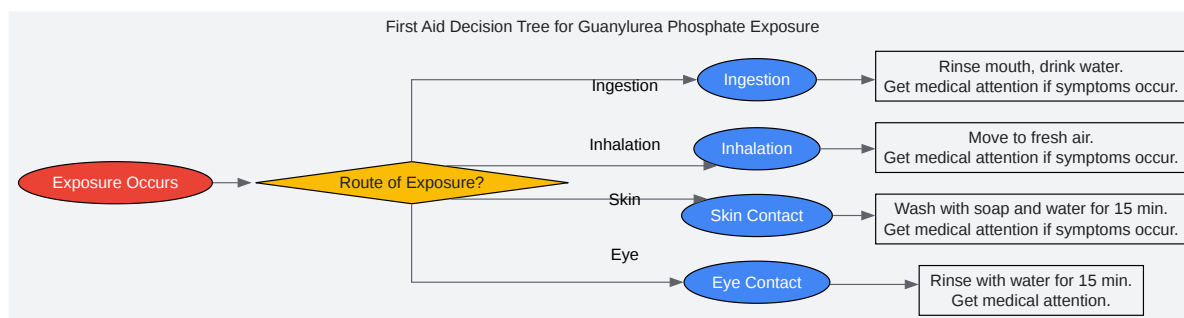 First Aid Decision Tree for Guanylurea Phosphate Exposure
Exposure Occurs
Route of Exposure?
Ingestion
Ingestion
Rinse mouth, drink water.
Get medical attention if symptoms occur.
Inhalation
Inhalation
Move to fresh air.
Get medical attention if symptoms occur.
Skin
Skin Contact
Wash with soap and water for 15 min.
Get medical attention if symptoms occur.
Eye
Eye Contact
Rinse with water for 15 min.
Get medical attention.